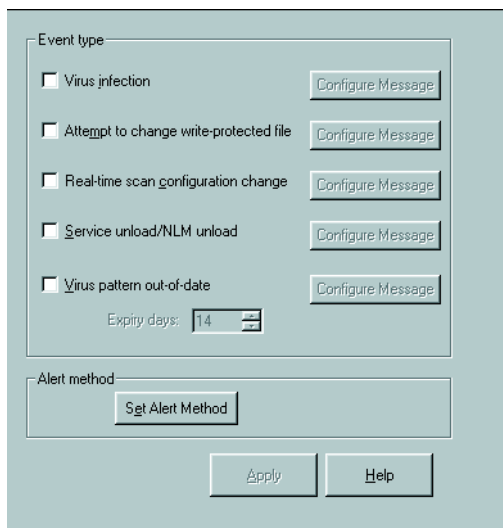 Event type
Virus infection Configure Message
Attempt to change write-protected file Configure Message
Real-time scan configuration change Configure Message
Service unload/NLM unload Configure Message
Virus pattern out-of-date Configure Message
Expiry days: 14
Alert method
Set Alert Method
Apply Help